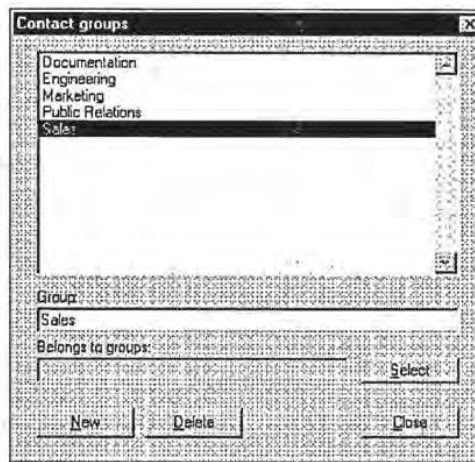 Contact groups
Documentation
Engineering
Marketing
Public Relations
Sales
Group:
Sales
Belongs to groups:
Select
New
Delete
Close